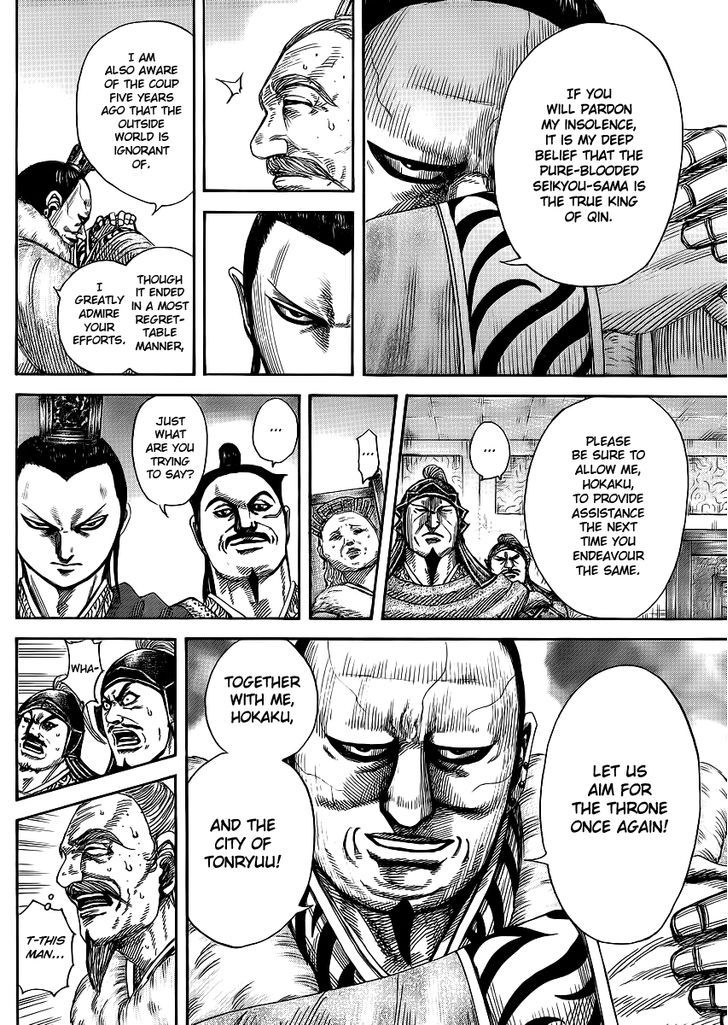 IF YOU
WILL PARDON
MY INSOLENCE,
IT IS MY DEEP
BELIEF THAT THE
PURE-BLOODED
SEIKYOU-SAMA IS
THE TRUE KING
OF QIN.
I AM
ALSO AWARE
OF THE COUP
FIVE YEARS
AGO THAT THE
OUTSIDE
WORLD IS
IGNORANT
OF.
THOUGH
IT ENDED
IN A MOST
REGRET-
TABLE
MANNER,
I
GREATLY
ADMIRE
YOUR
EFFORTS.
PLEASE
BE SURE TO
ALLOW ME,
HOKAKU,
TO PROVIDE
ASSISTANCE
THE NEXT
TIME YOU
ENDEAVOUR
THE SAME.
...
...
...
JUST
WHAT
ARE YOU
TRYING
TO SAY?
LET US
AIM FOR
THE THRONE
ONCE AGAIN!
TOGETHER
WITH ME,
HOKAKU,
AND THE
CITY OF
TONRYUU!
WHA-
T-THIS
MAN...